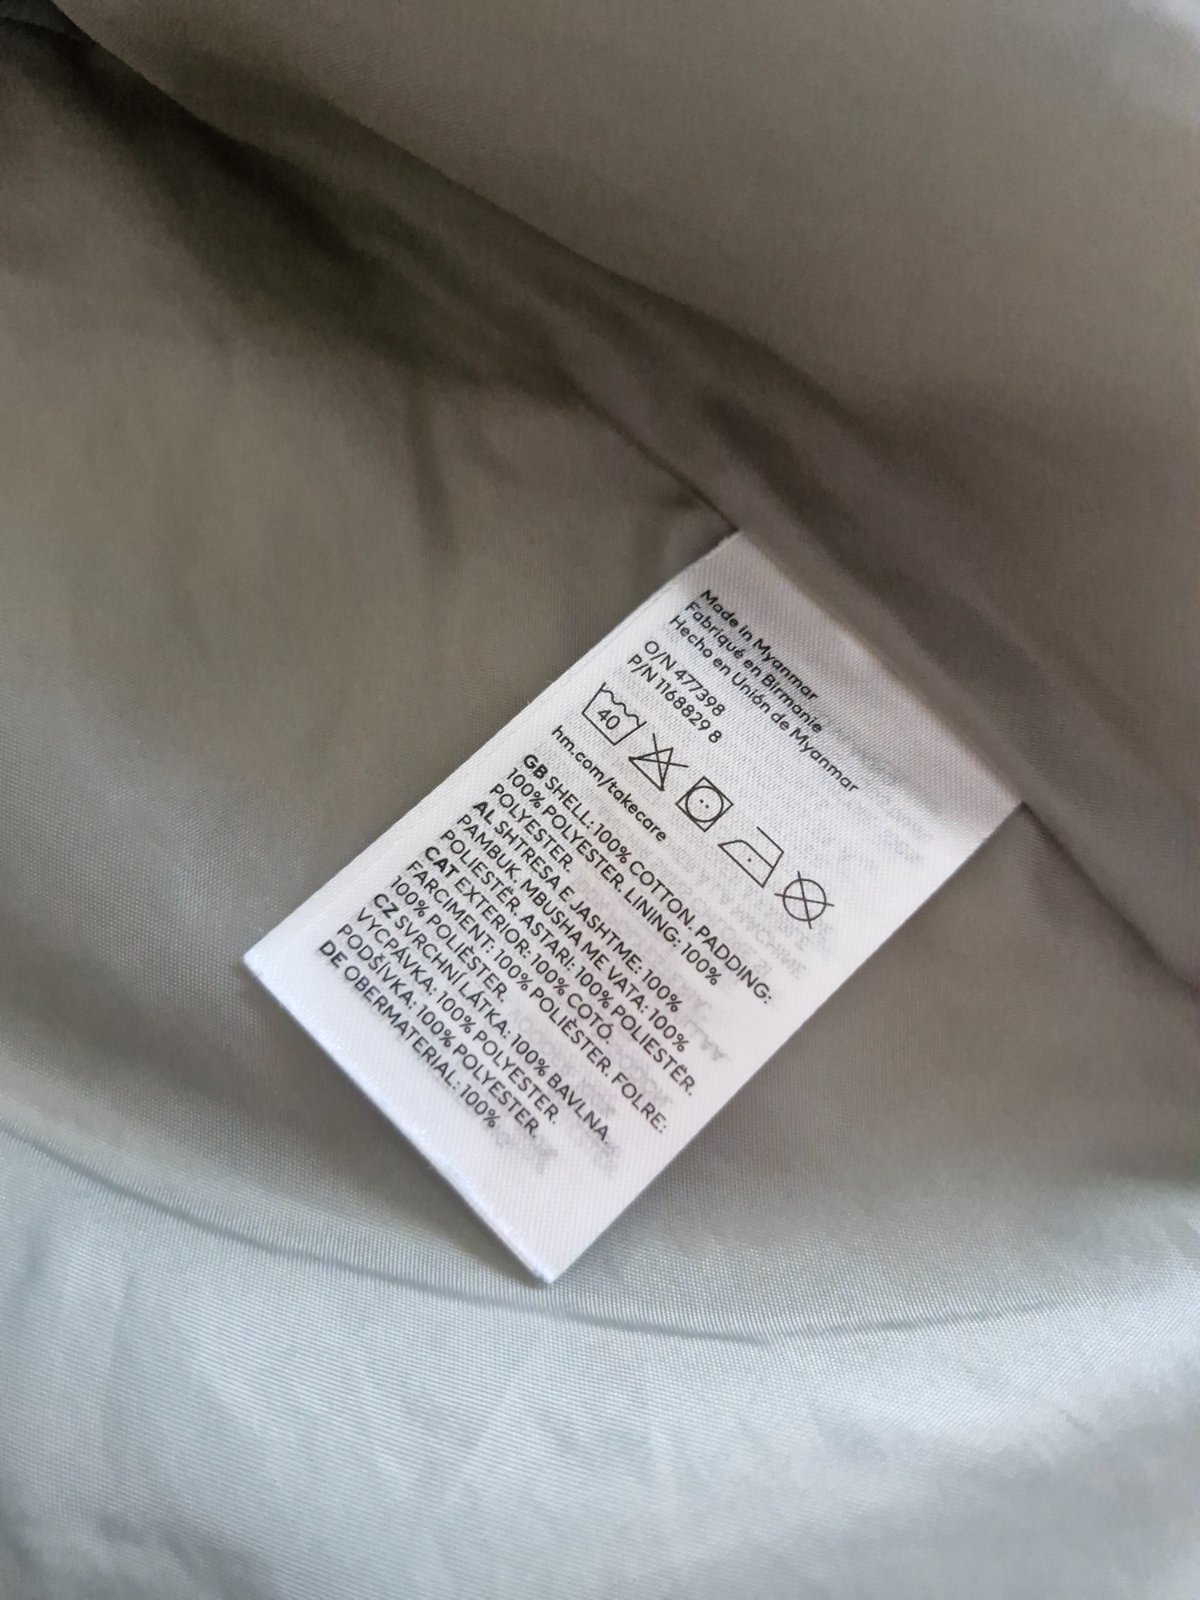 Made in Myanmar
Fabriqué en Birmanie
Hecho en Unión de Myanmar
O/N 477398
P/N 1168829 8
40
hm.com/takecare
GB SHELL: 100% COTTON. PADDING:
100% POLYESTER. LINING: 100%
POLYESTER.
AL SHTRESA E JASHTME: 100%
PAMBUK. MBUSHA ME VATA: 100%
POLIESTËR. ASTARI: 100% POLIESTËR.
CAT EXTERIOR: 100% COTÓ.
FARCIMENT: 100% POLIÈSTER. FOLRE:
100% POLIÈSTER.
CZ SVRCHNÍ LÁTKA: 100% BAVLNA.
VYCPÁVKA: 100% POLYESTER.
PODŠÍVKA: 100% POLYESTER.
DE OBERMATERIAL: 100%